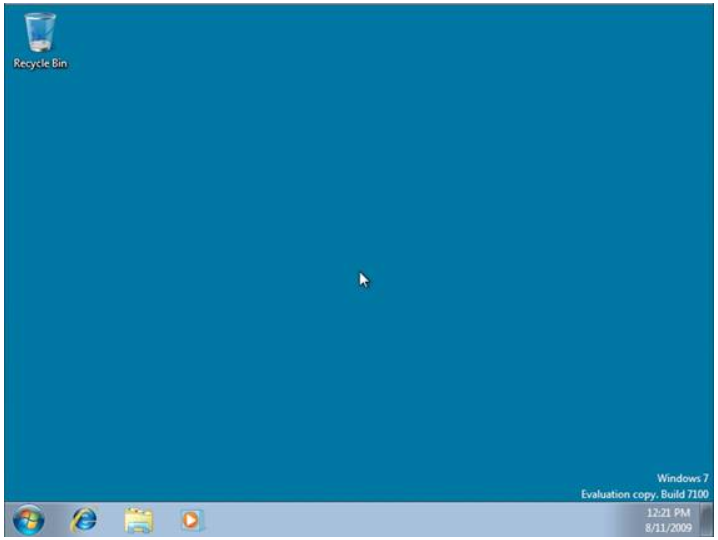 Recycle Bin
Windows 7
Evaluation copy. Build 7100
12:21 PM
8/11/2009